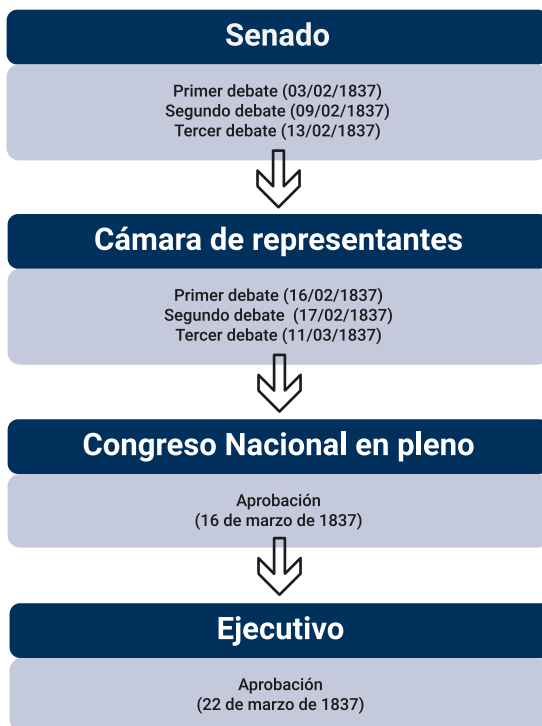 Senado
Primer debate (03/02/1837)
Segundo debate (09/02/1837)
Tercer debate (13/02/1837)
Cámara de representantes
Primer debate (16/02/1837)
Segundo debate (17/02/1837)
Tercer debate (11/03/1837)
Congreso Nacional en pleno
Aprobación
(16 de marzo de 1837)
Ejecutivo
Aprobación
(22 de marzo de 1837)